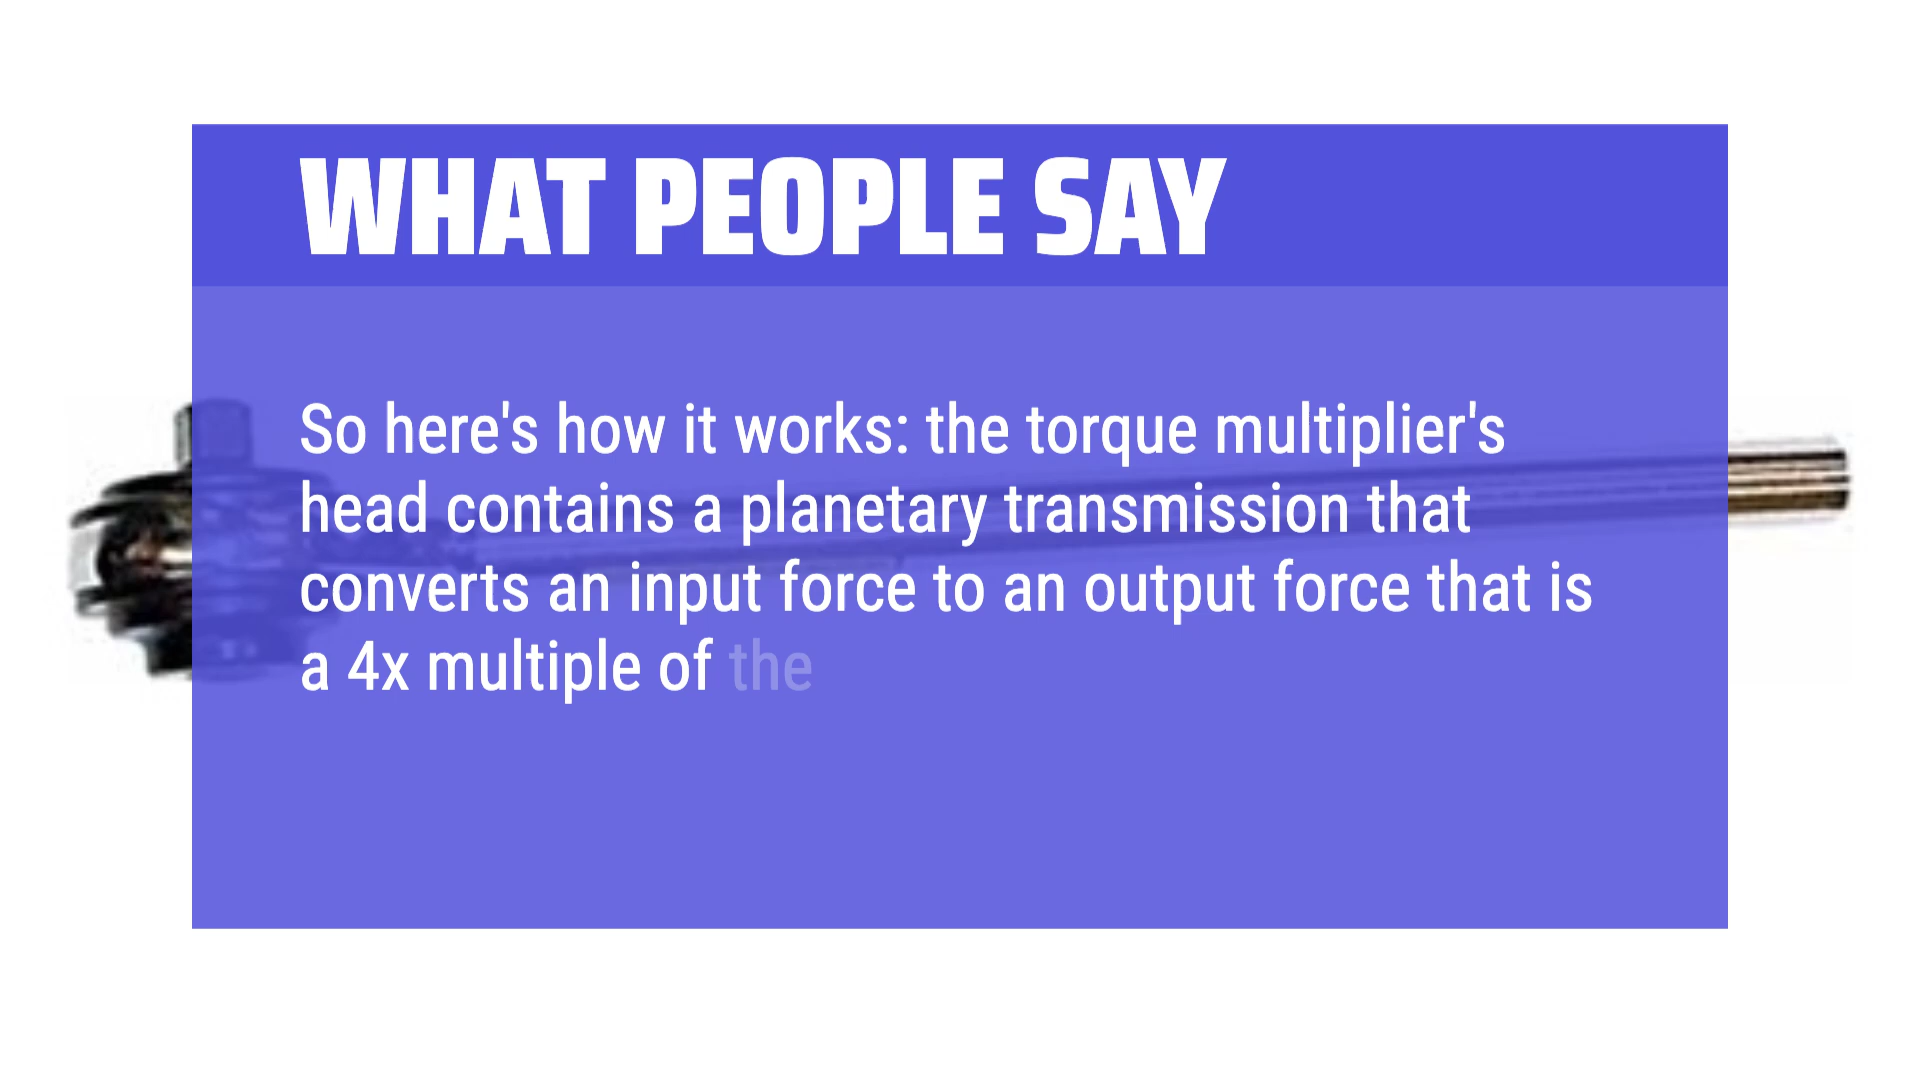 WHAT PEOPLE SAY
So here's how it works: the torque multiplier's
head contains a planetary transmission that
converts an input force to an output force that is
a 4x multiple of the